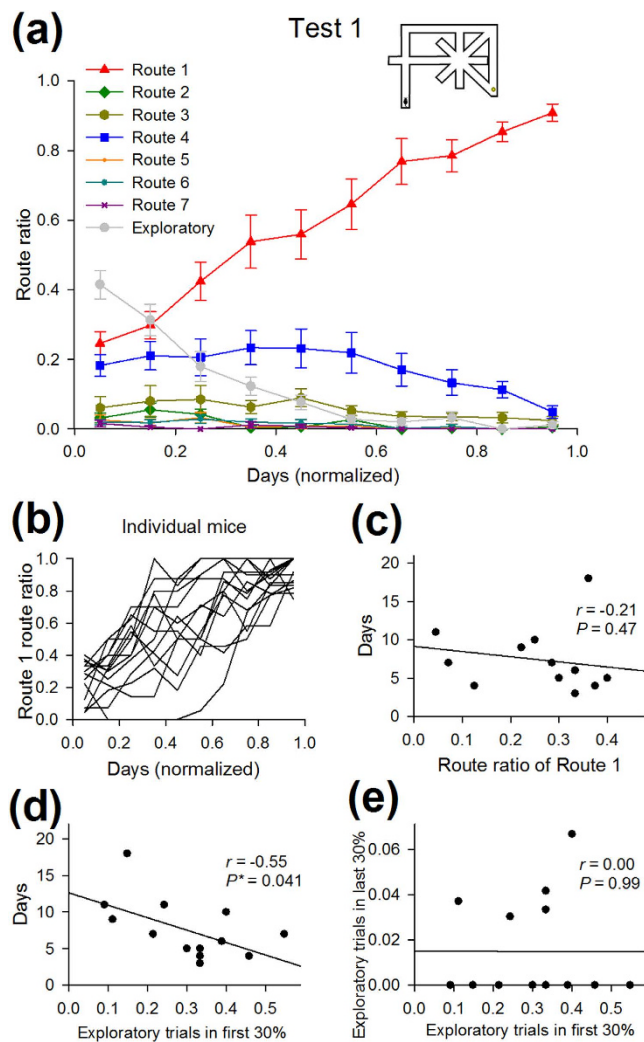 (a)
Test 1
Route 1
Route 2
Route 3
Route 4
Route 5
Route 6
Route 7
Exploratory
Route ratio
1.0
0.8
0.6
0.4
0.2
0.0
0.0 0.2 0.4 0.6 0.8 1.0
Days (normalized)
(b)
Individual mice
Route 1 route ratio
1.0
0.8
0.6
0.4
0.2
0.0
0.0 0.2 0.4 0.6 0.8 1.0
Days (normalized)
(c)
Days
20
15
10
5
0
r = -0.21
P = 0.47
0.0 0.1 0.2 0.3 0.4
Route ratio of Route 1
(d)
Days
20
15
10
5
0
r = -0.55
P* = 0.041
0.0 0.1 0.2 0.3 0.4 0.5
Exploratory trials in first 30%
(e)
Exploratory trials in last 30%
0.08
0.06
0.04
0.02
0.00
r = 0.00
P = 0.99
0.0 0.1 0.2 0.3 0.4 0.5
Exploratory trials in first 30%